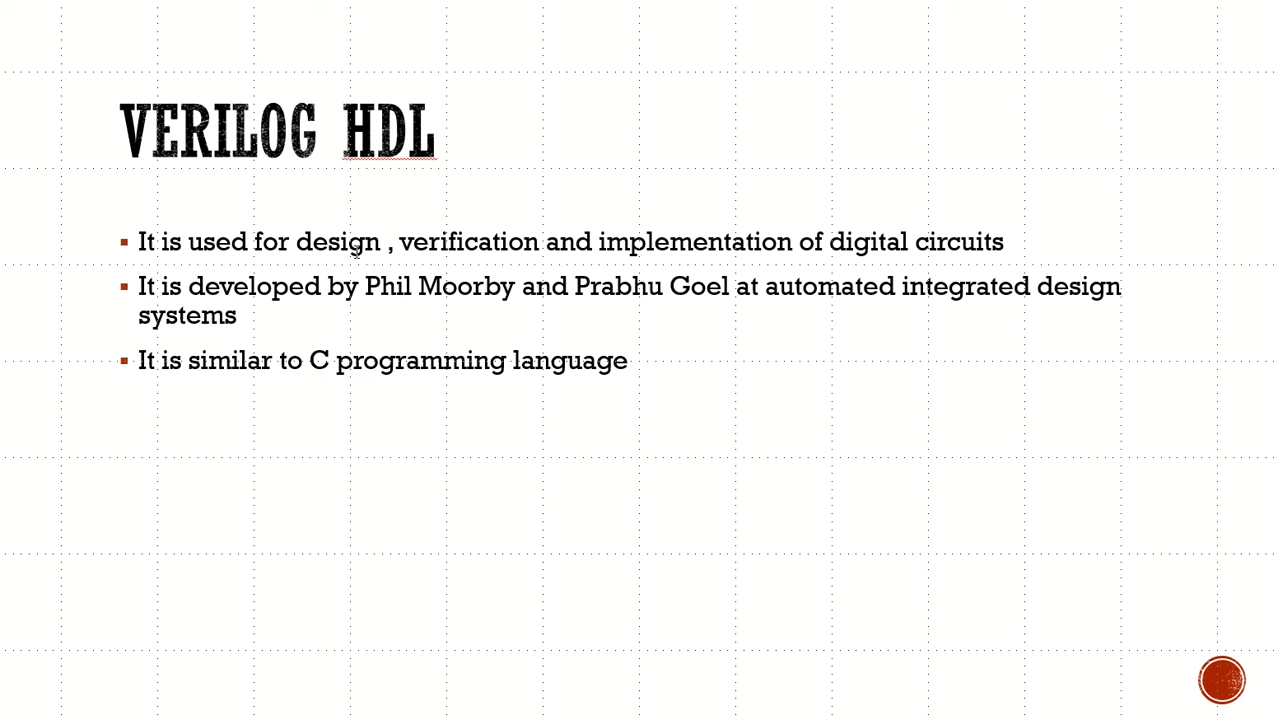 VERILOG HDL
▪ It is used for design , verification and implementation of digital circuits
▪ It is developed by Phil Moorby and Prabhu Goel at automated integrated design
systems
▪ It is similar to C programming language